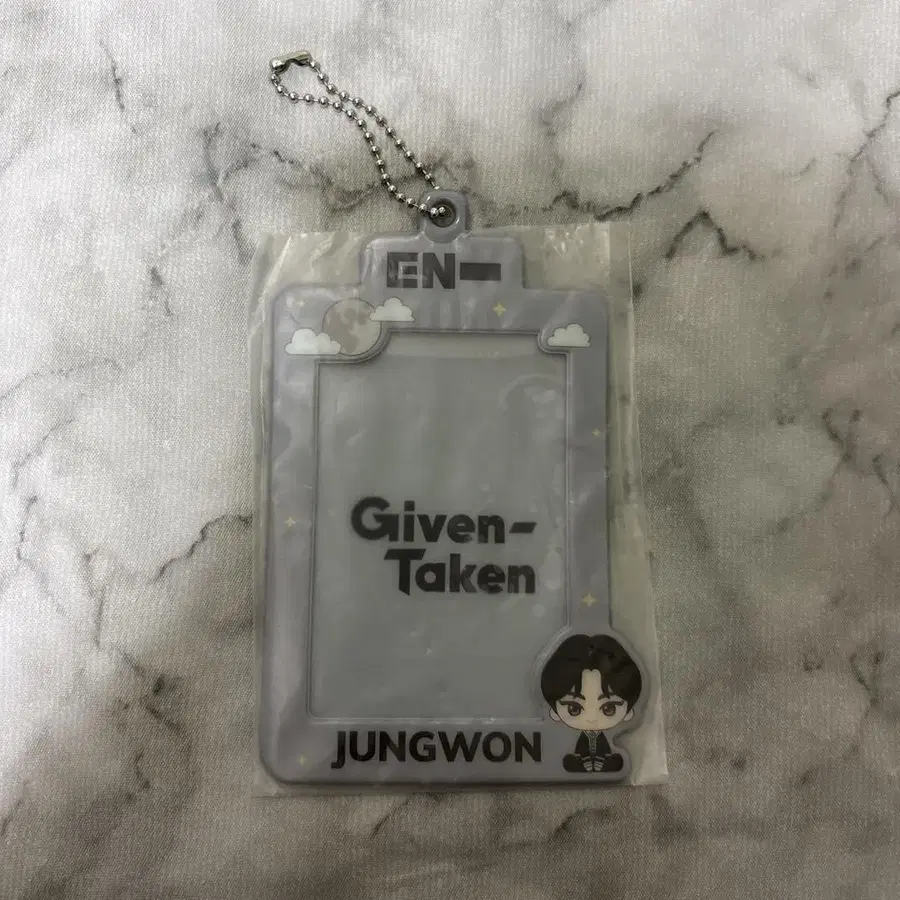 EN-
Given-
Taken
JUNGWON